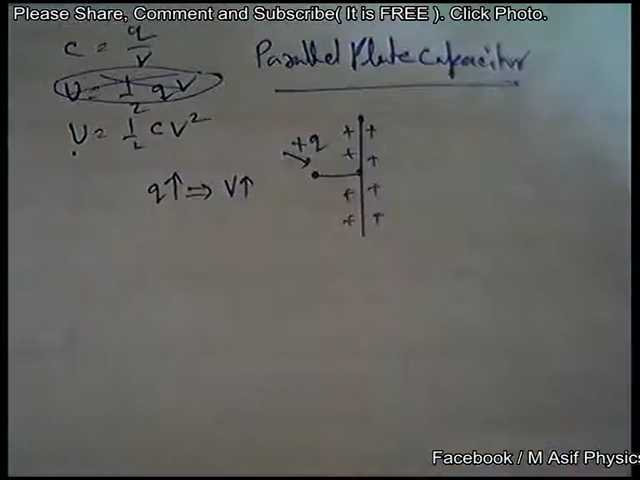 Please Share, Comment and Subscribe( It is FREE ). Click Photo.
C = q/V
Parallel Plate Capacitor
U = 1/2 qV
U = 1/2 CV²
+q
q↑ ⇒ V↑
+ +
+ +
+ +
+ +
Facebook / M Asif Physics